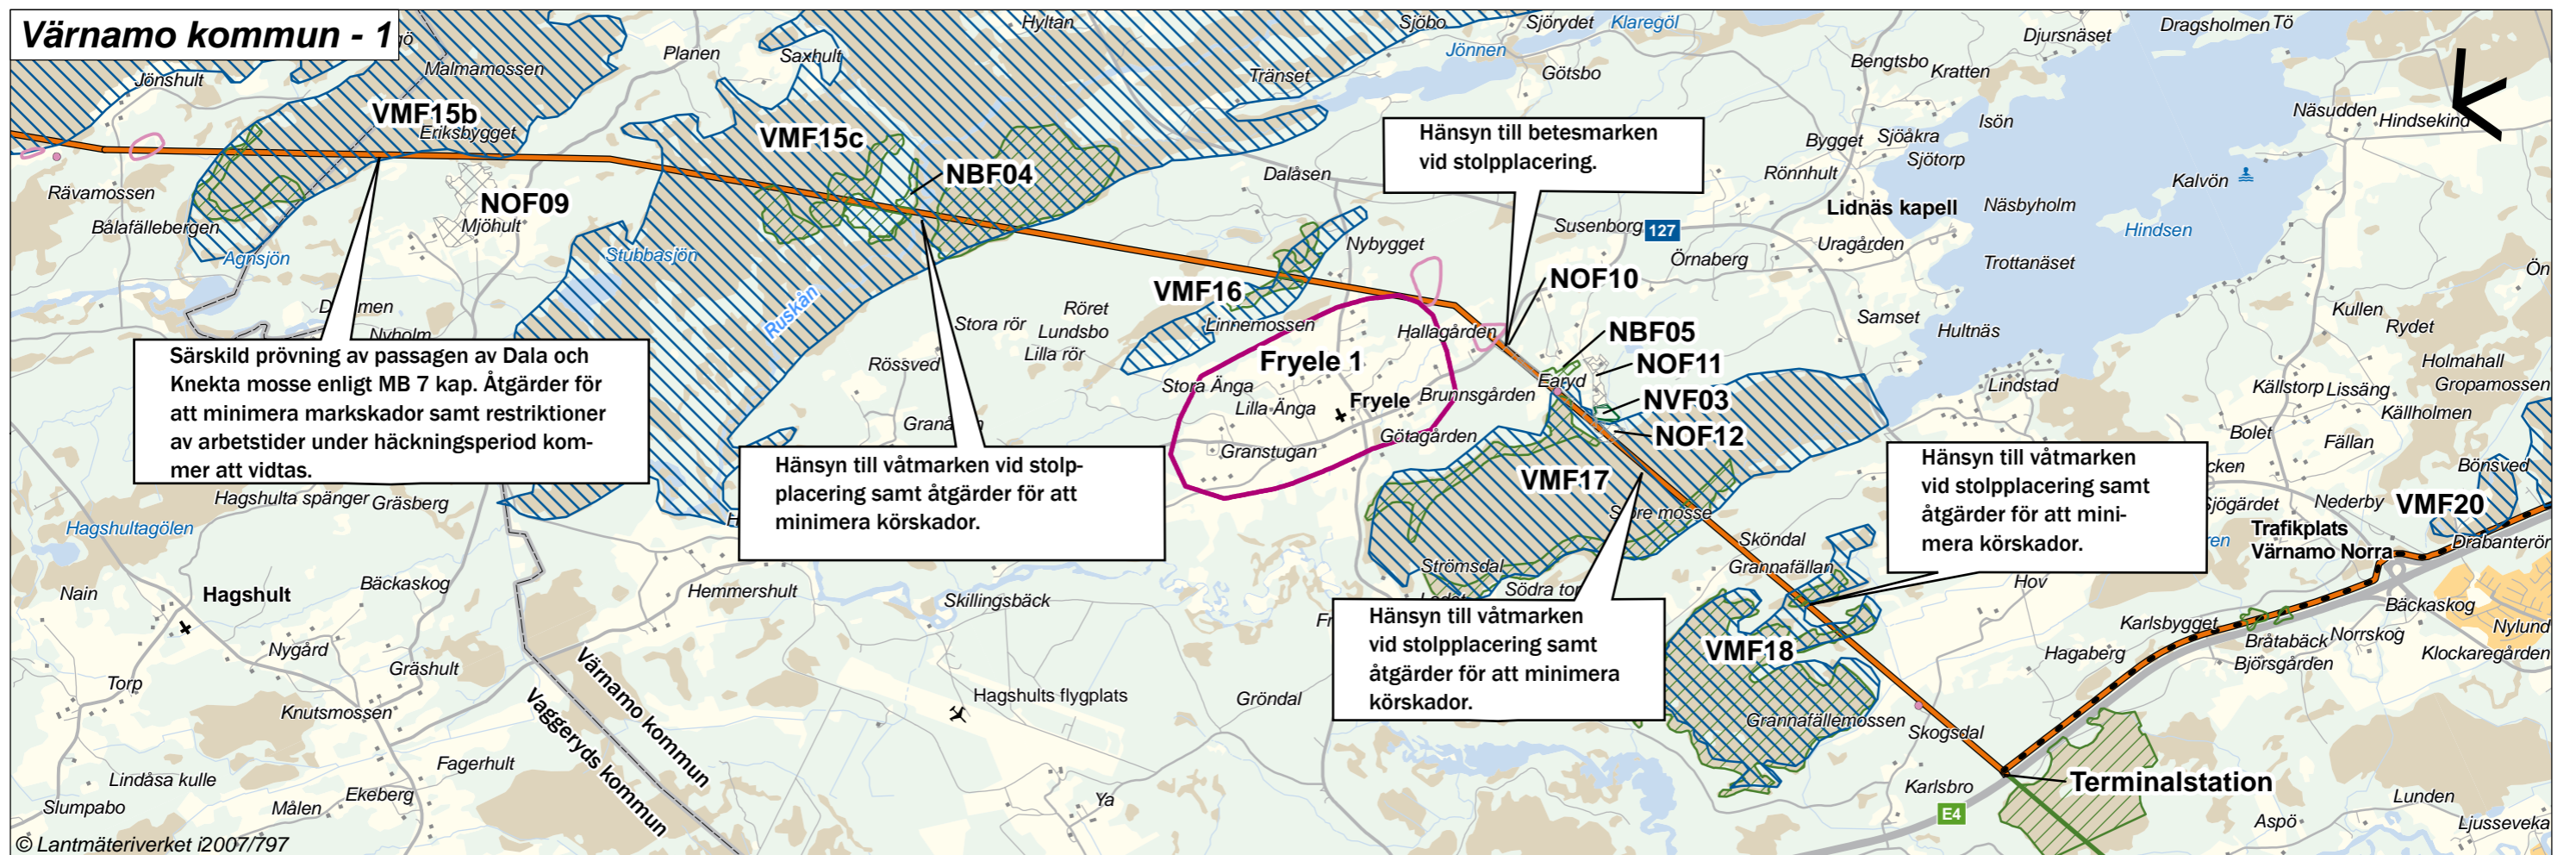 Värnamo kommun - 1
Hyltan
Sjöbo
Sjörydet
Klaregöl
Dragsholmen
Tö
Djursnäset
Planen
Saxhult
Jönnen
Malmamossen
Jönshult
Tränset
Götsbo
Bengtsbo
Kratten
Näsudden
Hindsekind
VMF15b
Eriksbygget
VMF15c
Isön
Hänsyn till betesmarken
vid stolpplacering.
Bygget
Sjöåkra
Sjötorp
Rönnhult
Dalåsen
NBF04
Kalvön
Rävamossen
NOF09
Mjöhult
Bålafällebergen
Lidnäs kapell
Näsbyholm
Susenborg
127
Hindsen
Nybygget
Uragården
Örnaberg
Agnsjön
Stubbasjön
Trottanäset
Ön
NOF10
VMF16
Ruskån
Röret
Stora rör
Lundsbo
Lilla rör
Linnemossen
Hallagården
Samset
Hultnäs
Kullen
Rydet
Nyholm
NBF05
NOF11
Fryele 1
Rössved
Holmahall
Särskild prövning av passagen av Dala och
Knekta mosse enligt MB 7 kap. Åtgärder för
att minimera markskador samt restriktioner
av arbetstider under häckningsperiod kom-
mer att vidtas.
Stora Änga
Lilla Änga
Fryele
Brunnsgården
Earyd
NVF03
NOF12
Lindstad
Källstorp
Lissäng
Gropamossen
Källholmen
Götagården
Granstugan
Bolet
Fällan
Hänsyn till våtmarken vid stolp-
placering samt åtgärder för att
minimera körskador.
VMF17
Hänsyn till våtmarken
vid stolpplacering samt
åtgärder för att mini-
mera körskador.
Bönsved
Nederby
VMF20
Hagshulta spänger
Gräsberg
Hagshultagölen
Trafikplats
Värnamo Norra
Drabanterör
Sköndal
Grannafällan
Strömsdal
Hov
Nain
Hagshult
Bäckaskog
Hemmershult
Skillingsbäck
Hänsyn till våtmarken
vid stolpplacering samt
åtgärder för att minimera
körskador.
Bäckaskog
Karlsbygget
Bråtabäck
Norrskog
Nylund
VMF18
Hagaberg
Björsgården
Klockaregården
Nygård
Gräshult
Värnamo kommun
Vaggeryds kommun
Torp
Knutsmossen
Hagshults flygplats
Gröndal
Grannafällemossen
Skogsdal
Fagerhult
Lindåsa kulle
Ekeberg
Målen
Slumpabo
Ya
Karlsbro
Terminalstation
E4
Lunden
Aspö
Ljusseveka
© Lantmäteriverket i2007/797